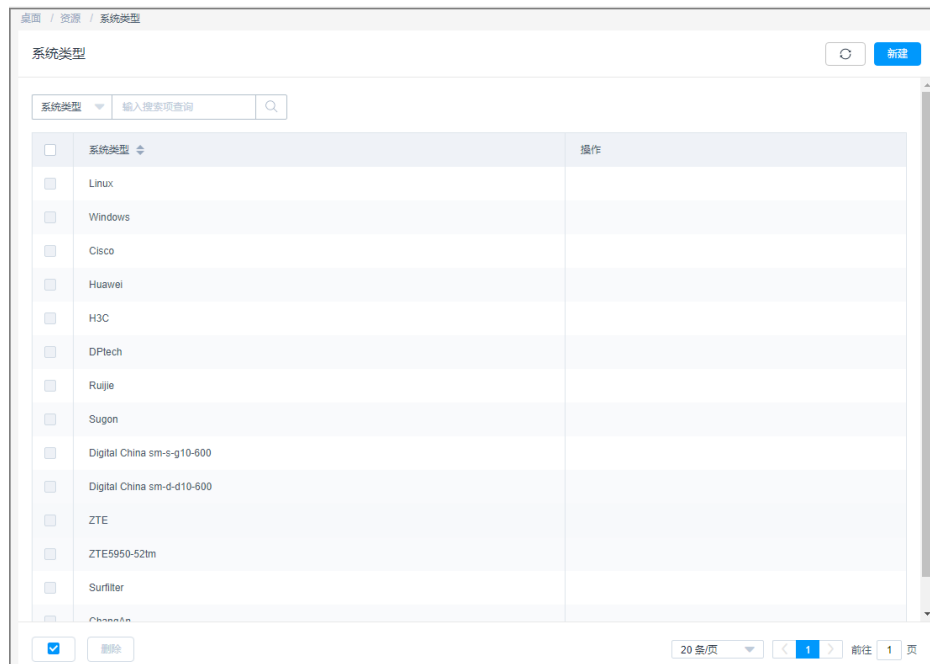 桌面 / 资源 / 系统类型
系统类型
新建
系统类型 输入搜索项查询
系统类型 操作
Linux
Windows
Cisco
Huawei
H3C
DPtech
Ruijie
Sugon
Digital China sm-s-g10-600
Digital China sm-d-d10-600
ZTE
ZTE5950-52tm
Surfilter
ChangAn
删除 20 条/页 1 前往 1 页